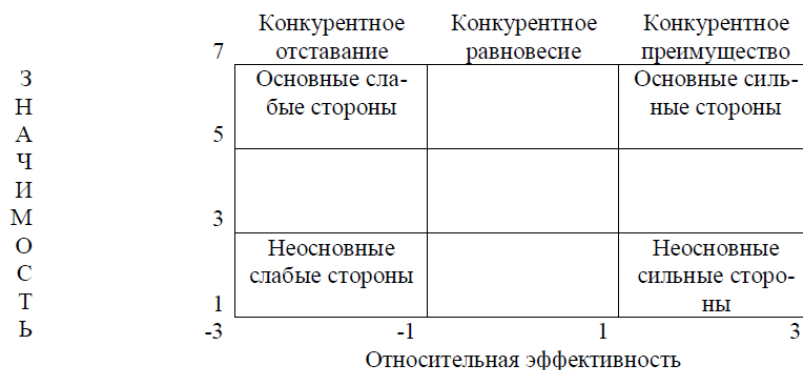 Конкурентное Конкурентное Конкурентное
7 отставание равновесие преимущество
Основные сла- Основные силь-
бые стороны ные стороны
5
3
Неосновные Неосновные
слабые стороны сильные сторо-
1 ны
-3 -1 1 3
Относительная эффективность
З
Н
А
Ч
И
М
О
С
Т
Ь